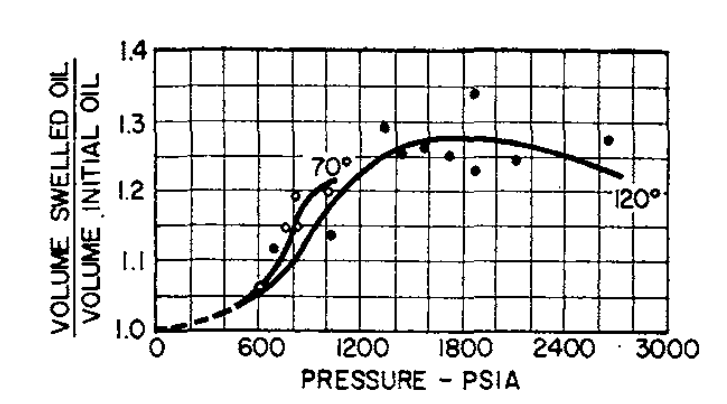 VOLUME SWELLED OIL
VOLUME INITIAL OIL
1.4
1.3
1.2
1.1
1.0
70°
120°
0 600 1200 1800 2400 3000
PRESSURE - PSIA